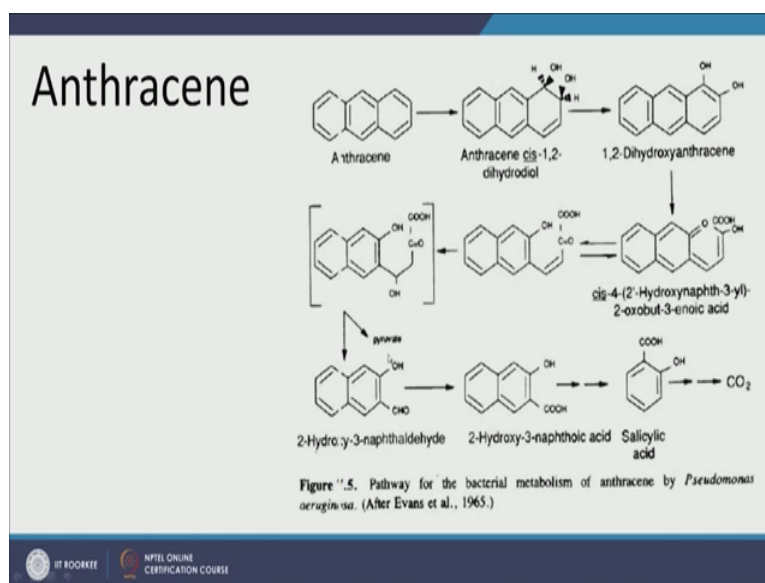 Anthracene
H OH
OH
H
OH
OH
Anthracene
Anthracene cis-1,2-
dihydrodiol
1,2-Dihydroxyanthracene
COOH
OH
C=O
OH
COOH
OH
C=O
O COOH
OH
cis-4-(2'-Hydroxynaphth-3-yl)-
2-oxobut-3-enoic acid
pyruvate
OH
CHO
OH
COOH
COOH
OH
CO2
2-Hydroxy-3-naphthaldehyde
2-Hydroxy-3-naphthoic acid
Salicylic
acid
Figure ".5. Pathway for the bacterial metabolism of anthracene by Pseudomonas
aeruginosa. (After Evans et al., 1965.)
IIT ROORKEE
NPTEL ONLINE
CERTIFICATION COURSE